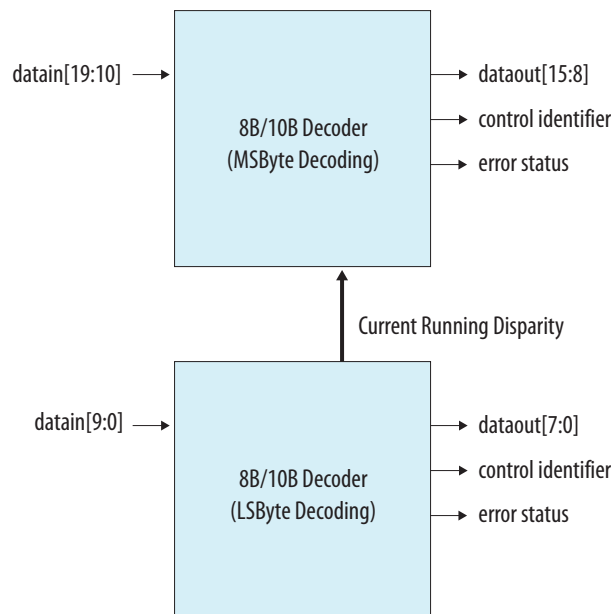 datain[19:10]
8B/10B Decoder
(MSByte Decoding)
dataout[15:8]
control identifier
error status
Current Running Disparity
datain[9:0]
8B/10B Decoder
(LSByte Decoding)
dataout[7:0]
control identifier
error status